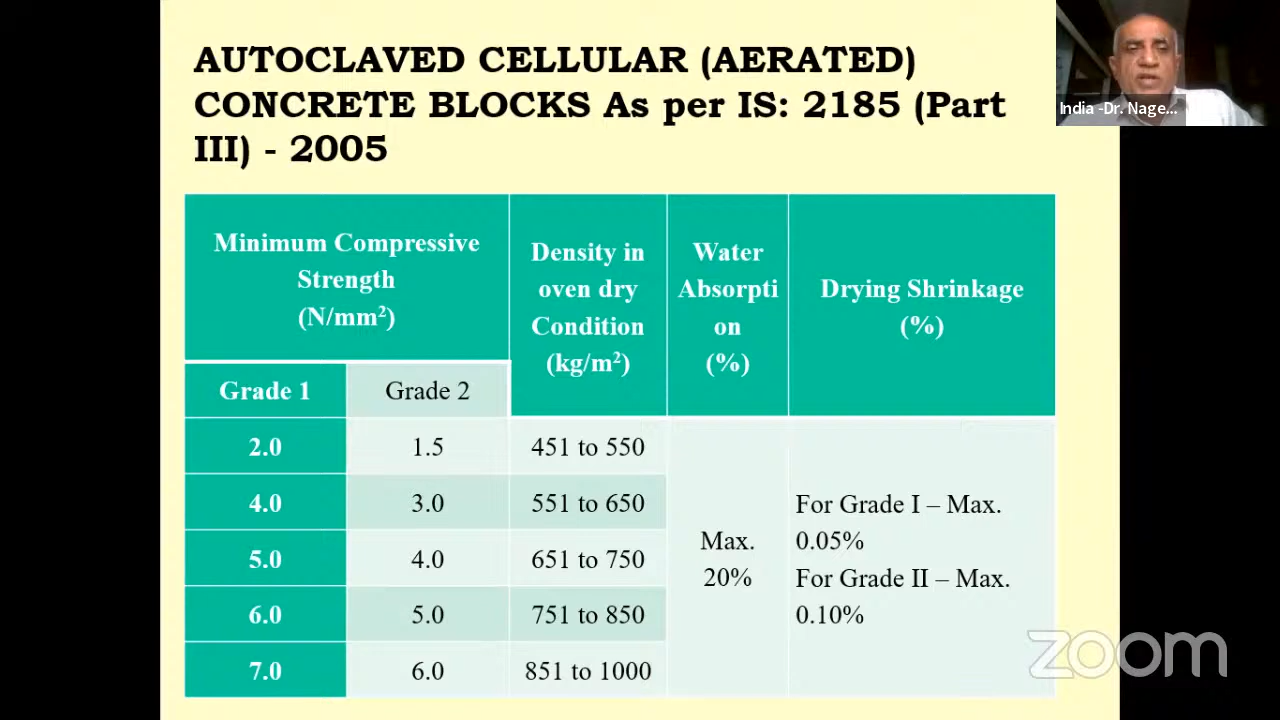 AUTOCLAVED CELLULAR (AERATED)
CONCRETE BLOCKS As per IS: 2185 (Part
III) - 2005
India -Dr. Nage...
Minimum Compressive
Strength
(N/mm²)
Density in
oven dry
Condition
(kg/m²)
Water
Absorpti
on
(%)
Drying Shrinkage
(%)
Grade 1
Grade 2
2.0
1.5
451 to 550
4.0
3.0
551 to 650
5.0
4.0
651 to 750
6.0
5.0
751 to 850
7.0
6.0
851 to 1000
Max.
20%
For Grade I – Max.
0.05%
For Grade II – Max.
0.10%
zoom